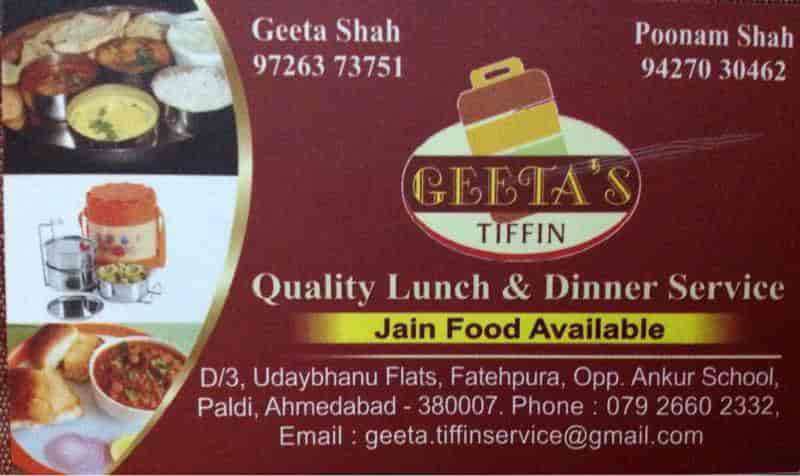 Geeta Shah
97263 73751
Poonam Shah
94270 30462
GEETA'S
TIFFIN
Quality Lunch & Dinner Service
Jain Food Available
D/3, Udaybhanu Flats, Fatehpura, Opp. Ankur School,
Paldi, Ahmedabad - 380007. Phone : 079 2660 2332,
Email : geeta.tiffinservice@gmail.com